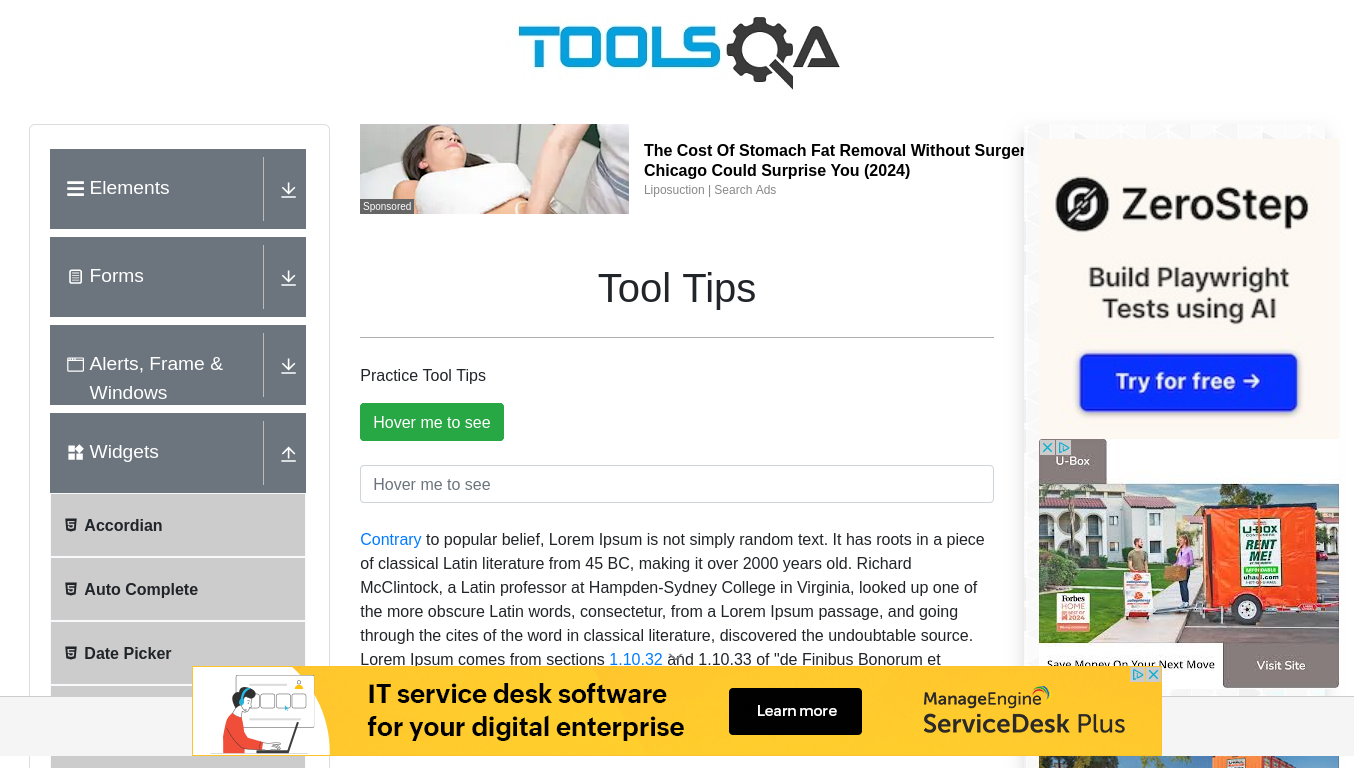 TOOLSQA
Elements
Forms
Alerts, Frame &
Windows
Widgets
Accordian
Auto Complete
Date Picker
Sponsored
The Cost Of Stomach Fat Removal Without Surger
Chicago Could Surprise You (2024)
Liposuction | Search Ads
Tool Tips
Practice Tool Tips
Hover me to see
Hover me to see
Contrary to popular belief, Lorem Ipsum is not simply random text. It has roots in a piece
of classical Latin literature from 45 BC, making it over 2000 years old. Richard
McClintock, a Latin professor at Hampden-Sydney College in Virginia, looked up one of
the more obscure Latin words, consectetur, from a Lorem Ipsum passage, and going
through the cites of the word in classical literature, discovered the undoubtable source.
Lorem Ipsum comes from sections 1.10.32 and 1.10.33 of "de Finibus Bonorum et
ZeroStep
Build Playwright
Tests using AI
Try for free →
U-Box
U-BOX
CONTAINERS
RENT
ME!
AFFORDABLE
uhaul.com
Forbes
HOME
BEST OF
2024
Save Money On Your Next Move
Visit Site
IT service desk software
for your digital enterprise
Learn more
ManageEngine
ServiceDesk Plus